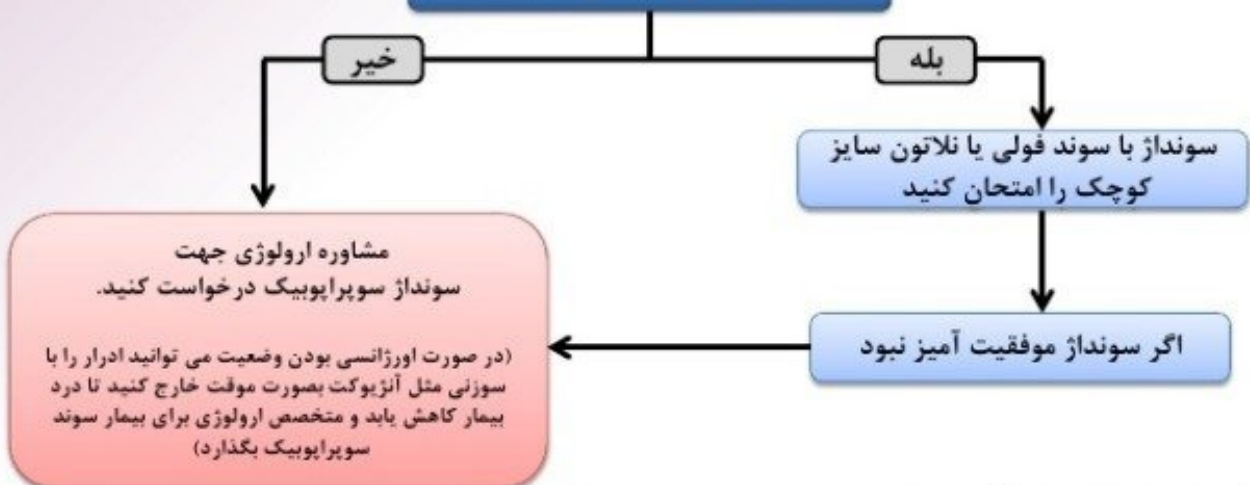 بله
خیر
سونداژ با سوند فولی یا نلاتون سایز
کوچک را امتحان کنید
اگر سونداژ موفقیت آمیز نبود
مشاوره ارولوژی جهت
سونداژ سوپراپوبیک درخواست کنید.
(در صورت اورژانسی بودن وضعیت می توانید ادرار را با
سوزنی مثل آنژیوکت بصورت موقت خارج کنید تا درد
بیمار کاهش یابد و متخصص ارولوژی برای بیمار سوند
سوپراپوبیک بگذارد)